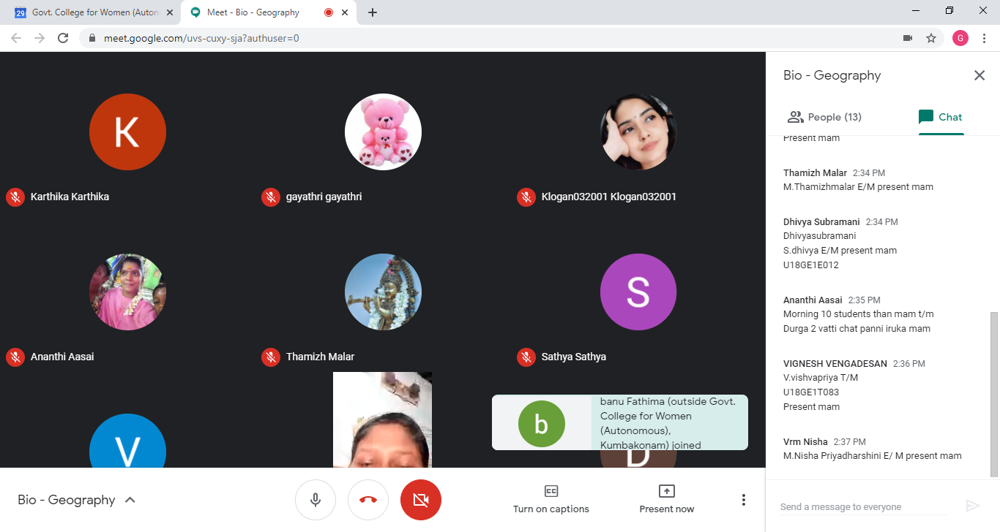 29
Govt. College for Women (Auton
Meet - Bio - Geography
meet.google.com/uvs-cuxy-sja?authuser=0
G
K
Karthika Karthika
gayathri gayathri
Klogan032001 Klogan032001
Ananthi Aasai
Thamizh Malar
S
Sathya Sathya
V
b
banu Fathima (outside Govt.
College for Women
(Autonomous),
Kumbakonam) joined
D
Bio - Geography
CC
Turn on captions
Present now
Bio - Geography
People (13)
Chat
Present mam
Thamizh Malar 2:34 PM
M.Thamizhmalar E/M present mam
Dhivya Subramani 2:34 PM
Dhivyasubramani
S.dhivya E/M present mam
U18GE1E012
Ananthi Aasai 2:35 PM
Morning 10 students than mam t/m
Durga 2 vatti chat panni iruka mam
VIGNESH VENGADESAN 2:36 PM
V.vishvapriya T/M
U18GE1T083
Present mam
Vrm Nisha 2:37 PM
M.Nisha Priyadharshini E/ M present mam
Send a message to everyone